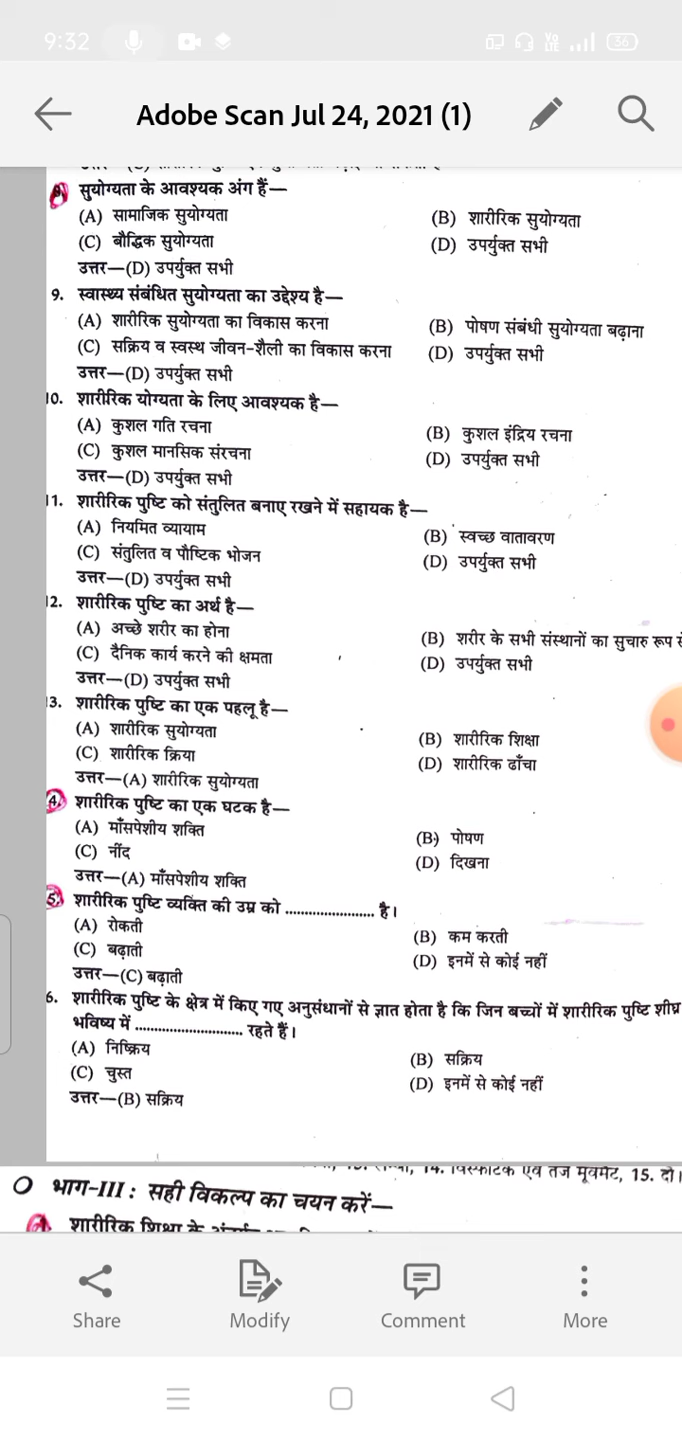 9:32
Vo LTE 36
Adobe Scan Jul 24, 2021 (1)
सुयोग्यता के आवश्यक अंग हैं—
(A) सामाजिक सुयोग्यता (B) शारीरिक सुयोग्यता
(C) बौद्धिक सुयोग्यता (D) उपर्युक्त सभी
उत्तर—(D) उपर्युक्त सभी
9. स्वास्थ्य संबंधित सुयोग्यता का उद्देश्य है—
(A) शारीरिक सुयोग्यता का विकास करना (B) पोषण संबंधी सुयोग्यता बढ़ाना
(C) सक्रिय व स्वस्थ जीवन-शैली का विकास करना (D) उपर्युक्त सभी
उत्तर—(D) उपर्युक्त सभी
10. शारीरिक योग्यता के लिए आवश्यक है—
(A) कुशल गति रचना (B) कुशल इंद्रिय रचना
(C) कुशल मानसिक संरचना (D) उपर्युक्त सभी
उत्तर—(D) उपर्युक्त सभी
11. शारीरिक पुष्टि को संतुलित बनाए रखने में सहायक है—
(A) नियमित व्यायाम (B) स्वच्छ वातावरण
(C) संतुलित व पौष्टिक भोजन (D) उपर्युक्त सभी
उत्तर—(D) उपर्युक्त सभी
12. शारीरिक पुष्टि का अर्थ है—
(A) अच्छे शरीर का होना (B) शरीर के सभी संस्थानों का सुचारु रूप
(C) दैनिक कार्य करने की क्षमता (D) उपर्युक्त सभी
उत्तर—(D) उपर्युक्त सभी
13. शारीरिक पुष्टि का एक पहलू है—
(A) शारीरिक सुयोग्यता (B) शारीरिक शिक्षा
(C) शारीरिक क्रिया (D) शारीरिक ढाँचा
उत्तर—(A) शारीरिक सुयोग्यता
4. शारीरिक पुष्टि का एक घटक है—
(A) माँसपेशीय शक्ति (B) पोषण
(C) नींद (D) दिखना
उत्तर—(A) माँसपेशीय शक्ति
5. शारीरिक पुष्टि व्यक्ति की उम्र को ....................... है।
(A) रोकती (B) कम करती
(C) बढ़ाती (D) इनमें से कोई नहीं
उत्तर—(C) बढ़ाती
6. शारीरिक पुष्टि के क्षेत्र में किए गए अनुसंधानों से ज्ञात होता है कि जिन बच्चों में शारीरिक पुष्टि शीघ्र
भविष्य में ........................... रहते हैं।
(A) निष्क्रिय (B) सक्रिय
(C) चुस्त (D) इनमें से कोई नहीं
उत्तर—(B) सक्रिय
14. विस्फोटक एवं तेज मूवमेंट, 15. दो।
भाग-III : सही विकल्प का चयन करें—
शारीरिक शिक्षा के
Share Modify Comment More